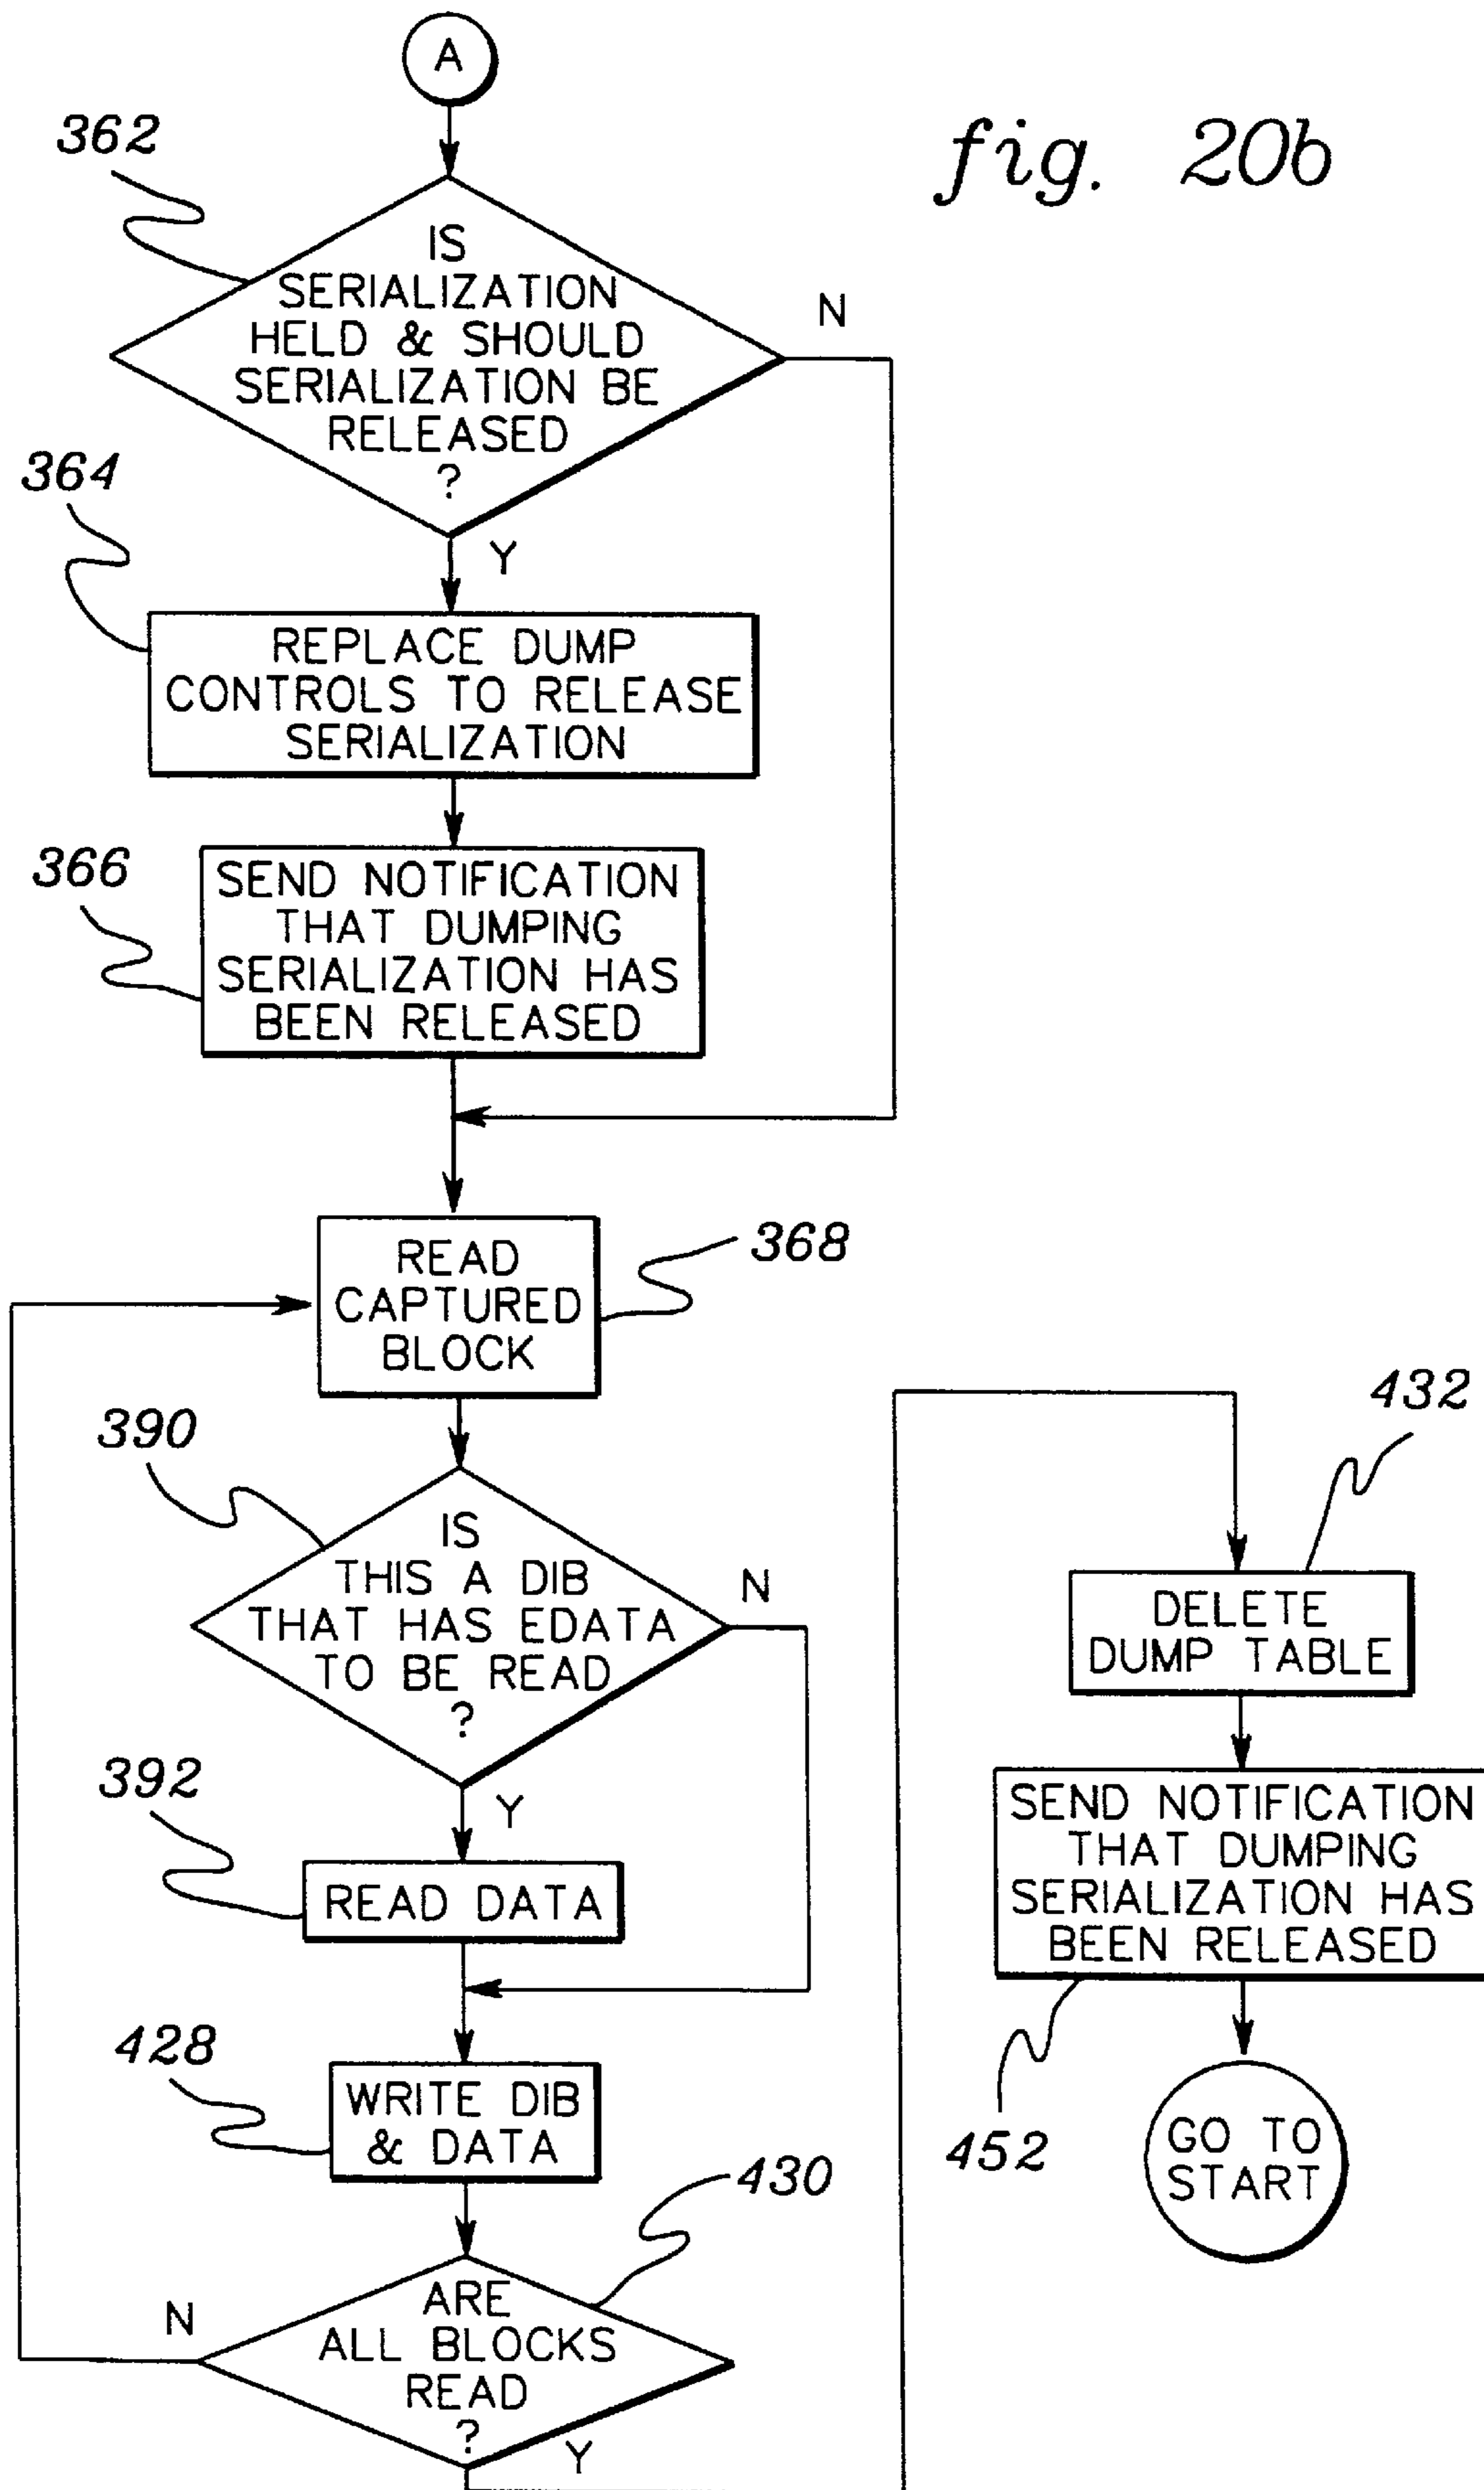 A
fig. 20b
362
IS
SERIALIZATION
HELD & SHOULD
SERIALIZATION BE
RELEASED
?
N
Y
364
REPLACE DUMP
CONTROLS TO RELEASE
SERIALIZATION
366
SEND NOTIFICATION
THAT DUMPING
SERIALIZATION HAS
BEEN RELEASED
368
READ
CAPTURED
BLOCK
390
IS
THIS A DIB
THAT HAS EDATA
TO BE READ
?
N
Y
392
READ DATA
428
WRITE DIB
& DATA
430
ARE
ALL BLOCKS
READ
?
N
Y
432
DELETE
DUMP TABLE
SEND NOTIFICATION
THAT DUMPING
SERIALIZATION HAS
BEEN RELEASED
452
GO TO
START